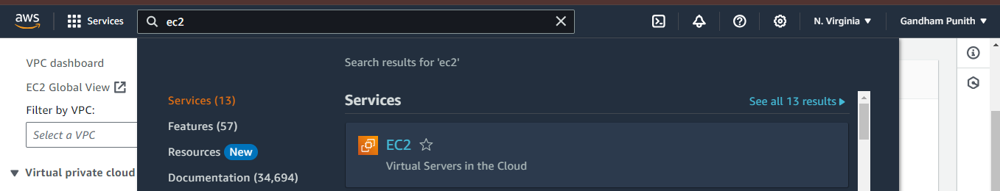 aws Services ec2 N. Virginia Gandham Punith
VPC dashboard
EC2 Global View
Filter by VPC:
Select a VPC
Virtual private cloud
Search results for 'ec2'
Services (13)
Features (57)
Resources New
Documentation (34,694)
Services See all 13 results
EC2
Virtual Servers in the Cloud